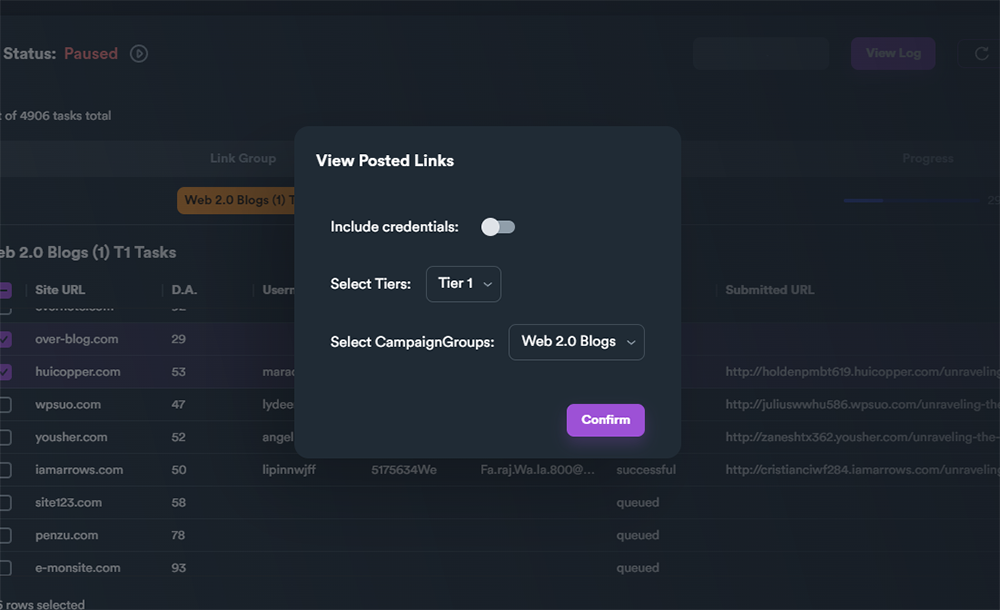 Status: Paused
View Log
of 4906 tasks total
Link Group
Progress
Web 2.0 Blogs (1) T
View Posted Links
Include credentials:
Select Tiers: Tier 1
Select CampaignGroups: Web 2.0 Blogs
Confirm
eb 2.0 Blogs (1) T1 Tasks
Site URL D.A. Usern Submitted URL
over-blog.com 29
huicopper.com 53 marac http://holdenpmbt619.huicopper.com/unraveling
wpsuo.com 47 lydee http://juliuswwhu586.wpsuo.com/unraveling-the
yousher.com 52 angel http://zaneshtx362.yousher.com/unraveling-the-
iamarrows.com 50 lipinnwjff 5175634We Fa.raj.Wa.la.800@... successful http://cristianciwf284.iamarrows.com/unraveling
site123.com 58 queued
penzu.com 78 queued
e-monsite.com 93 queued
rows selected